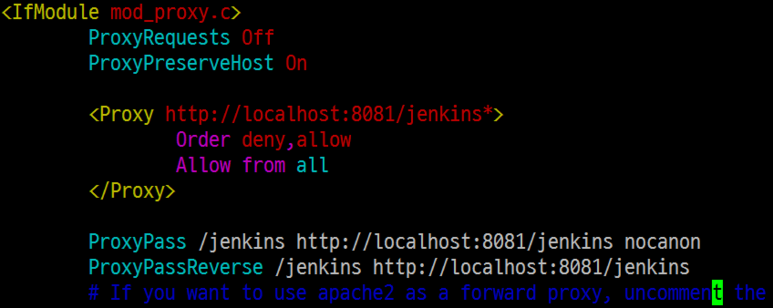 <IfModule mod_proxy.c>
ProxyRequests Off
ProxyPreserveHost On
<Proxy http://localhost:8081/jenkins*>
Order deny,allow
Allow from all
</Proxy>
ProxyPass /jenkins http://localhost:8081/jenkins nocanon
ProxyPassReverse /jenkins http://localhost:8081/jenkins
# If you want to use apache2 as a forward proxy, uncomment the